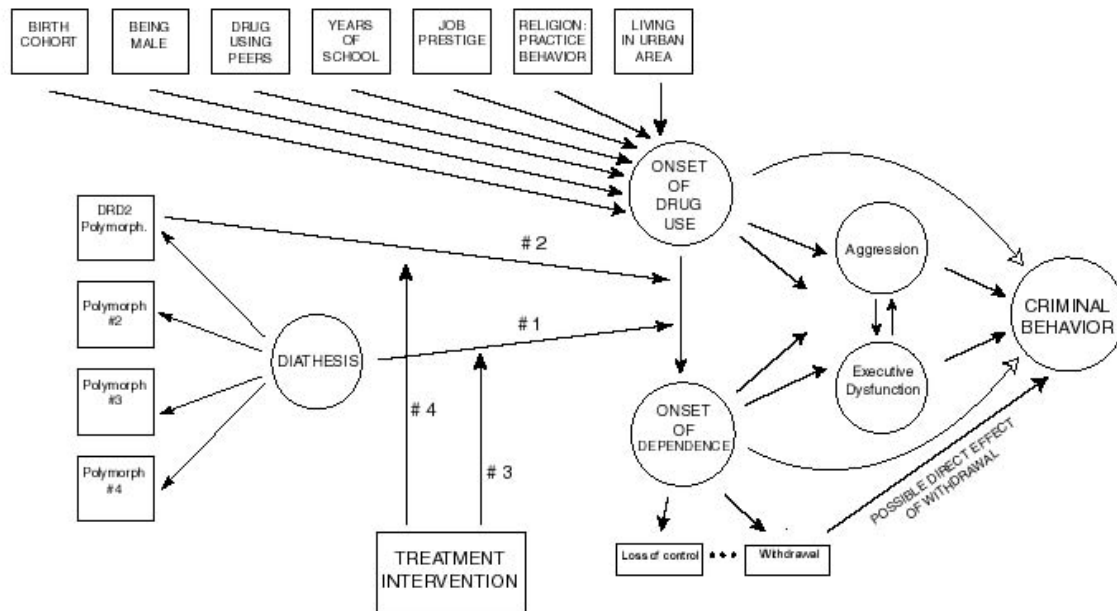 BIRTH
COHORT
BEING
MALE
DRUG
USING
PEERS
YEARS
OF
SCHOOL
JOB
PRESTIGE
RELIGION:
PRACTICE
BEHAVIOR
LIVING
IN URBAN
AREA
ONSET
OF
DRUG
USE
DRD2
Polymorph.
# 2
Aggression
Polymorph
#2
# 1
CRIMINAL
BEHAVIOR
DIATHESIS
Polymorph
#3
Executive
Dysfunction
# 4
ONSET
OF
DEPENDENCE
Polymorph
#4
# 3
POSSIBLE DIRECT EFFECT
OF WITHDRAWAL
TREATMENT
INTERVENTION
Loss of control
Withdrawal